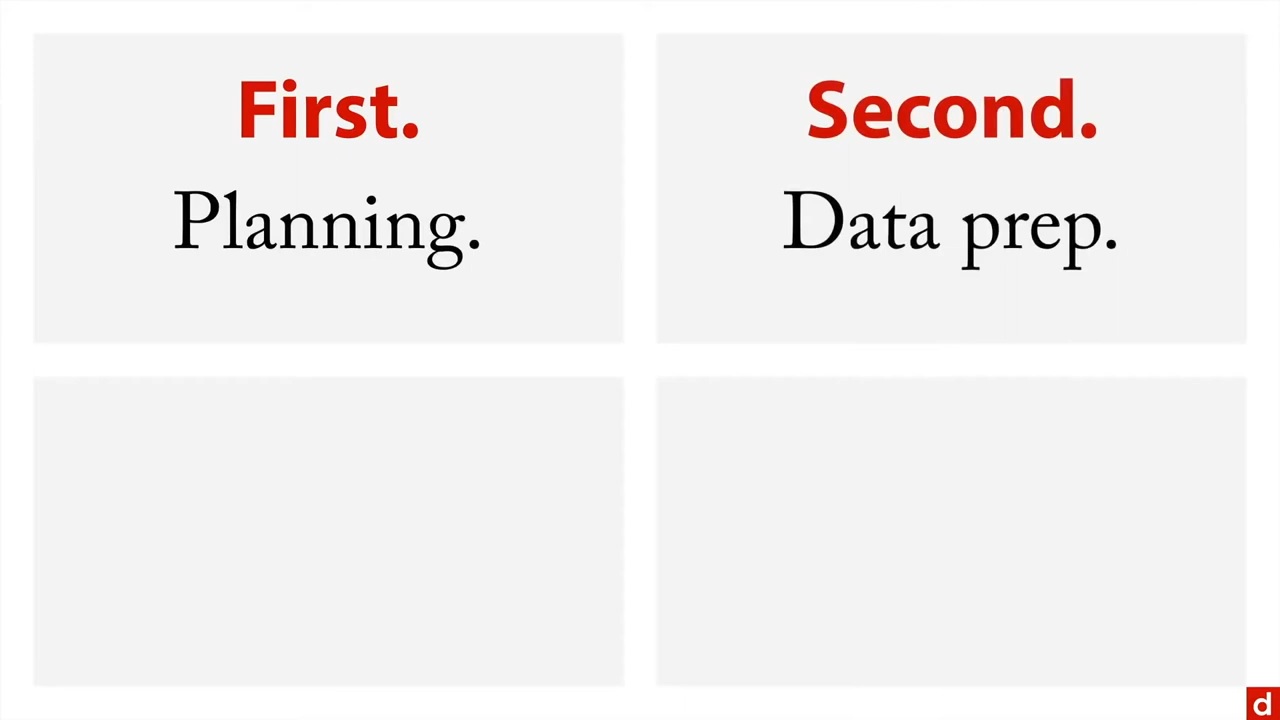 First.
Planning.
Second.
Data prep.
d